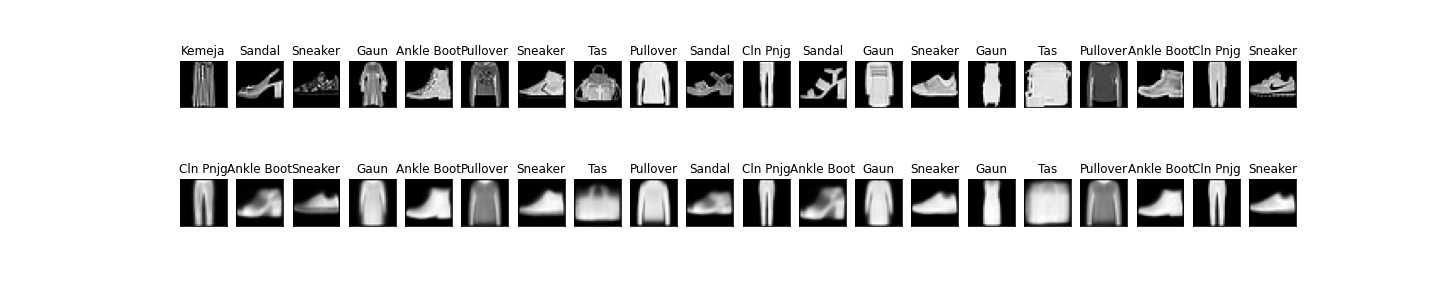 Kemeja Sandal Sneaker Gaun Ankle Boot Pullover Sneaker Tas Pullover Sandal Cln Pnjg Sandal Gaun Sneaker Gaun Tas Pullover Ankle Boot Cln Pnjg Sneaker
Cln Pnjg Ankle Boot Sneaker Gaun Ankle Boot Pullover Sneaker Tas Pullover Sandal Cln Pnjg Ankle Boot Gaun Sneaker Gaun Tas Pullover Ankle Boot Cln Pnjg Sneaker